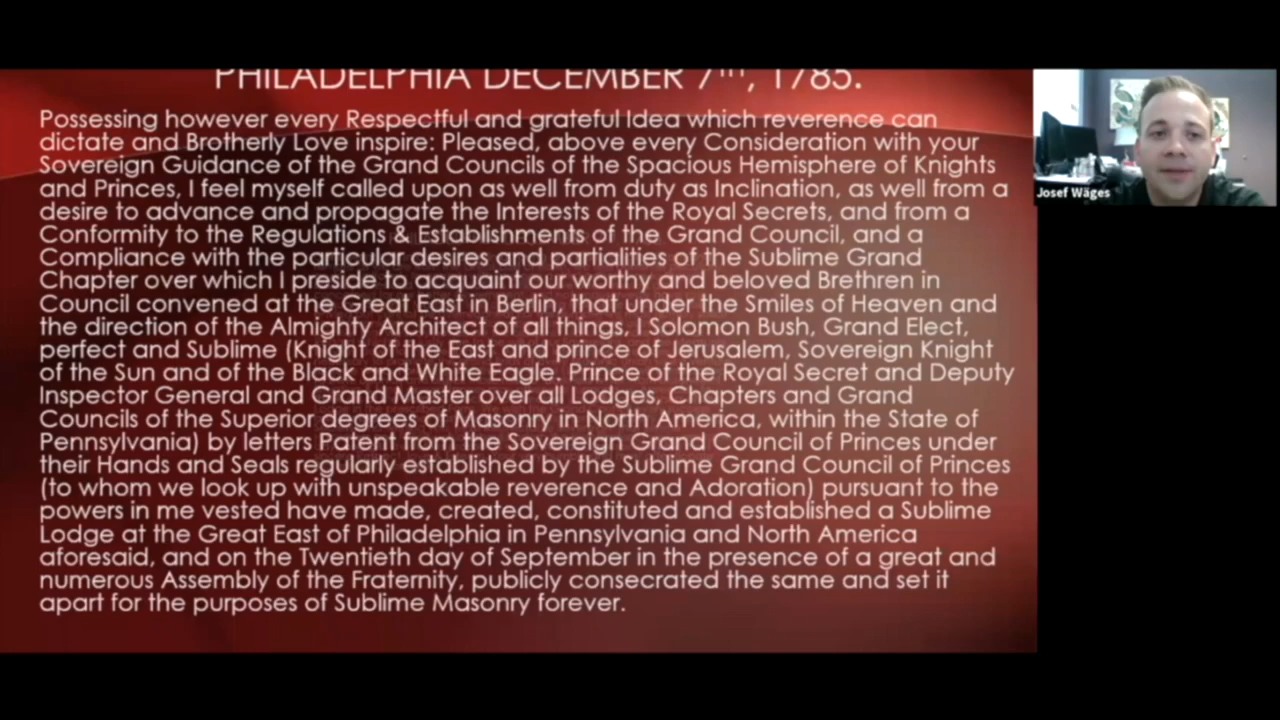 PHILADELPHIA DECEMBER 7th, 1785.
Possessing however every Respectful and grateful Idea which reverence can
dictate and Brotherly Love inspire: Pleased, above every Consideration with your
Sovereign Guidance of the Grand Councils of the Spacious Hemisphere of Knights
and Princes, I feel myself called upon as well from duty as Inclination, as well from a
desire to advance and propagate the Interests of the Royal Secrets, and from a
Conformity to the Regulations & Establishments of the Grand Council, and a
Compliance with the particular desires and partialities of the Sublime Grand
Chapter over which I preside to acquaint our worthy and beloved Brethren in
Council convened at the Great East in Berlin, that under the Smiles of Heaven and
the direction of the Almighty Architect of all things, I Solomon Bush, Grand Elect,
perfect and Sublime (Knight of the East and prince of Jerusalem, Sovereign Knight
of the Sun and of the Black and White Eagle. Prince of the Royal Secret and Deputy
Inspector General and Grand Master over all Lodges, Chapters and Grand
Councils of the Superior degrees of Masonry in North America, within the State of
Pennsylvania) by letters Patent from the Sovereign Grand Council of Princes under
their Hands and Seals regularly established by the Sublime Grand Council of Princes
(to whom we look up with unspeakable reverence and Adoration) pursuant to the
powers in me vested have made, created, constituted and established a Sublime
Lodge at the Great East of Philadelphia in Pennsylvania and North America
aforesaid, and on the Twentieth day of September in the presence of a great and
numerous Assembly of the Fraternity, publicly consecrated the same and set it
apart for the purposes of Sublime Masonry forever.
Josef Wäges